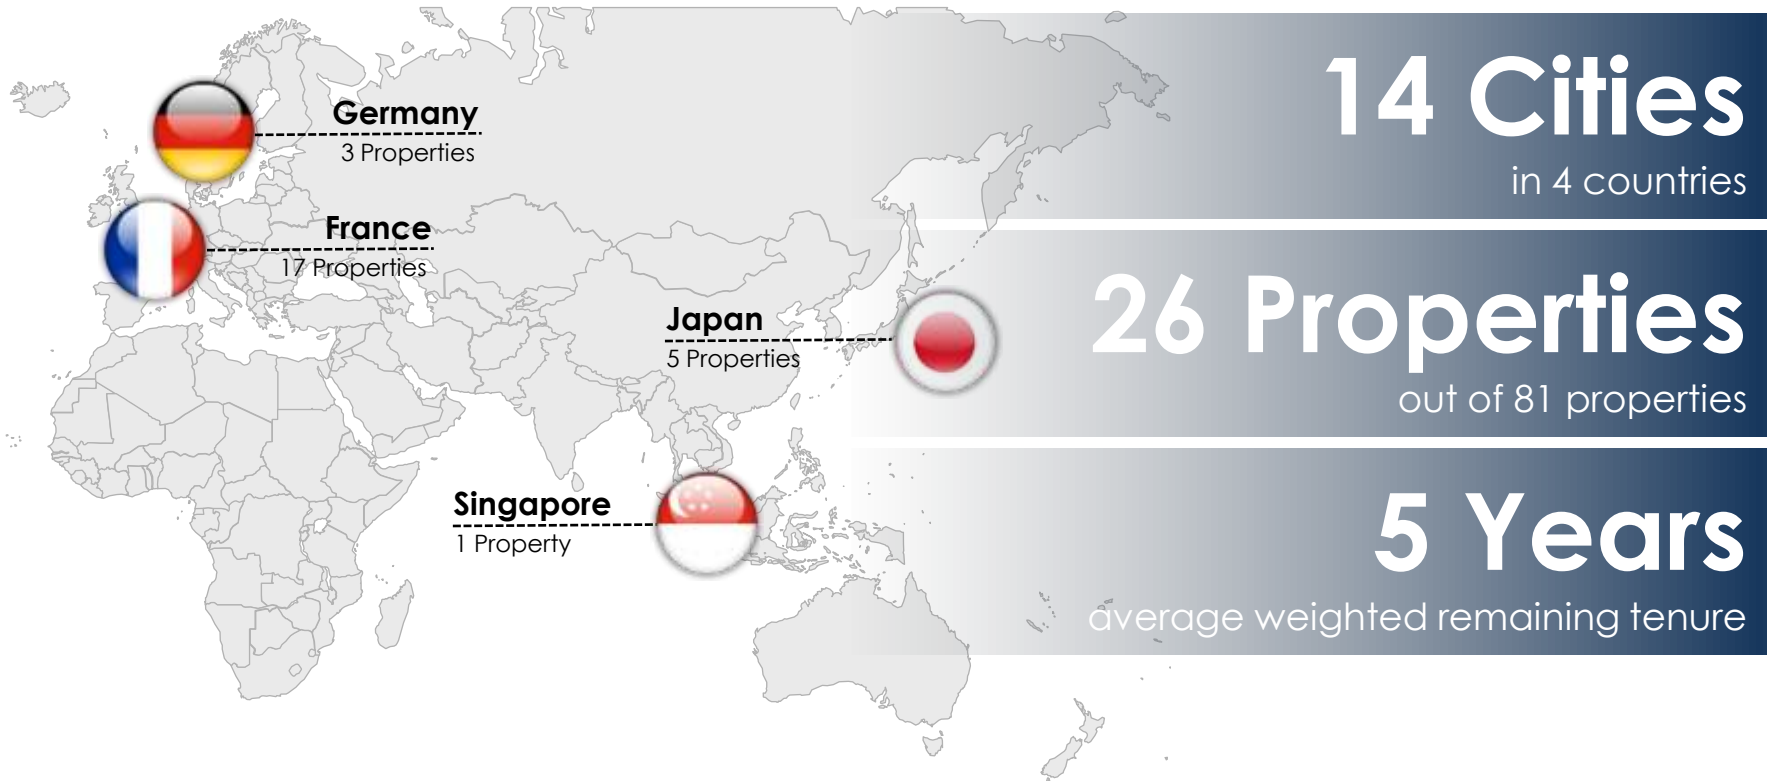 Germany
3 Properties
France
17 Properties
Japan
5 Properties
Singapore
1 Property
14 Cities
in 4 countries
26 Properties
out of 81 properties
5 Years
average weighted remaining tenure